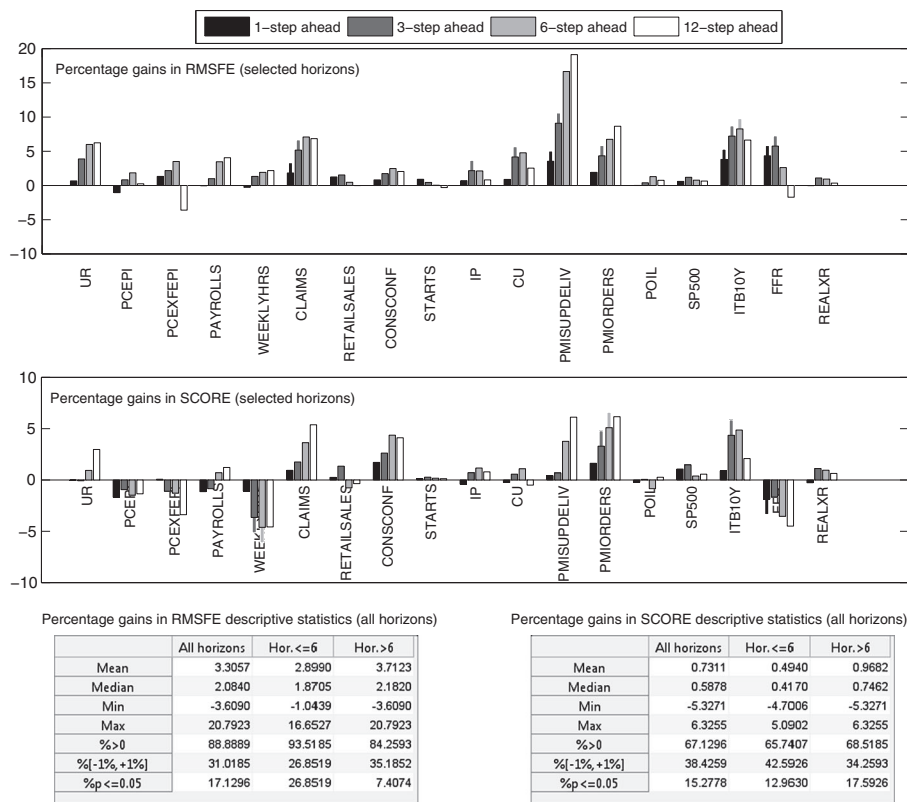 1−step ahead 3−step ahead 6−step ahead 12−step ahead
Percentage gains in RMSFE (selected horizons)
20
15
10
5
0
−5
−10
UR PCEPI PCEXFEPI PAYROLLS WEEKLYHRS CLAIMS RETAILSALES CONSCONF STARTS IP CU PMISUPDELIV PMIORDERS POIL SP500 ITB10Y FFR REALXR
Percentage gains in SCORE (selected horizons)
10
5
0
−5
−10
UR PCEPI PCEXFEPI PAYROLLS CLAIMS RETAILSALES CONSCONF STARTS IP CU PMISUPDELIV PMIORDERS POIL SP500 ITB10Y REALXR
Percentage gains in RMSFE descriptive statistics (all horizons)
All horizons Hor.<=6 Hor.>6
Mean 3.3057 2.8990 3.7123
Median 2.0840 1.8705 2.1820
Min -3.6090 -1.0439 -3.6090
Max 20.7923 16.6527 20.7923
%>0 88.8889 93.5185 84.2593
%[-1%, +1%] 31.0185 26.8519 35.1852
%p<=0.05 17.1296 26.8519 7.4074
Percentage gains in SCORE descriptive statistics (all horizons)
All horizons Hor.<=6 Hor.>6
Mean 0.7311 0.4940 0.9682
Median 0.5878 0.4170 0.7462
Min -5.3271 -4.7006 -5.3271
Max 6.3255 5.0902 6.3255
%>0 67.1296 65.7407 68.5185
%[-1%, +1%] 38.4259 42.5926 34.2593
%p<=0.05 15.2778 12.9630 17.5926